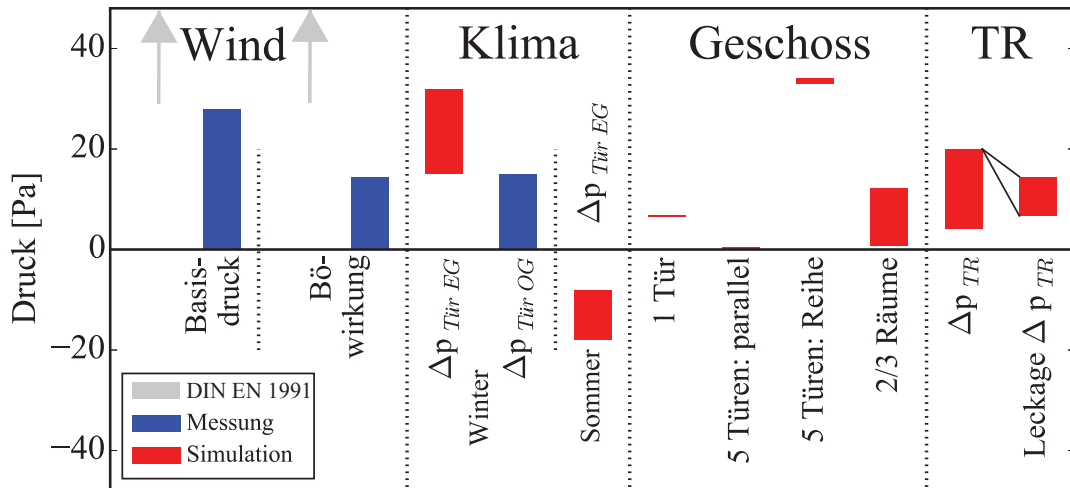 Wind
Klima
Geschoss
TR
Druck [Pa]
40
20
0
−20
−40
Basis-
druck
Bö-
wirkung
Δp Tür EG
Δp Tür OG
Winter
Δp Tür EG
Sommer
1 Tür
5 Türen: parallel
5 Türen: Reihe
2/3 Räume
Δp TR
Leckage Δ p TR
DIN EN 1991
Messung
Simulation